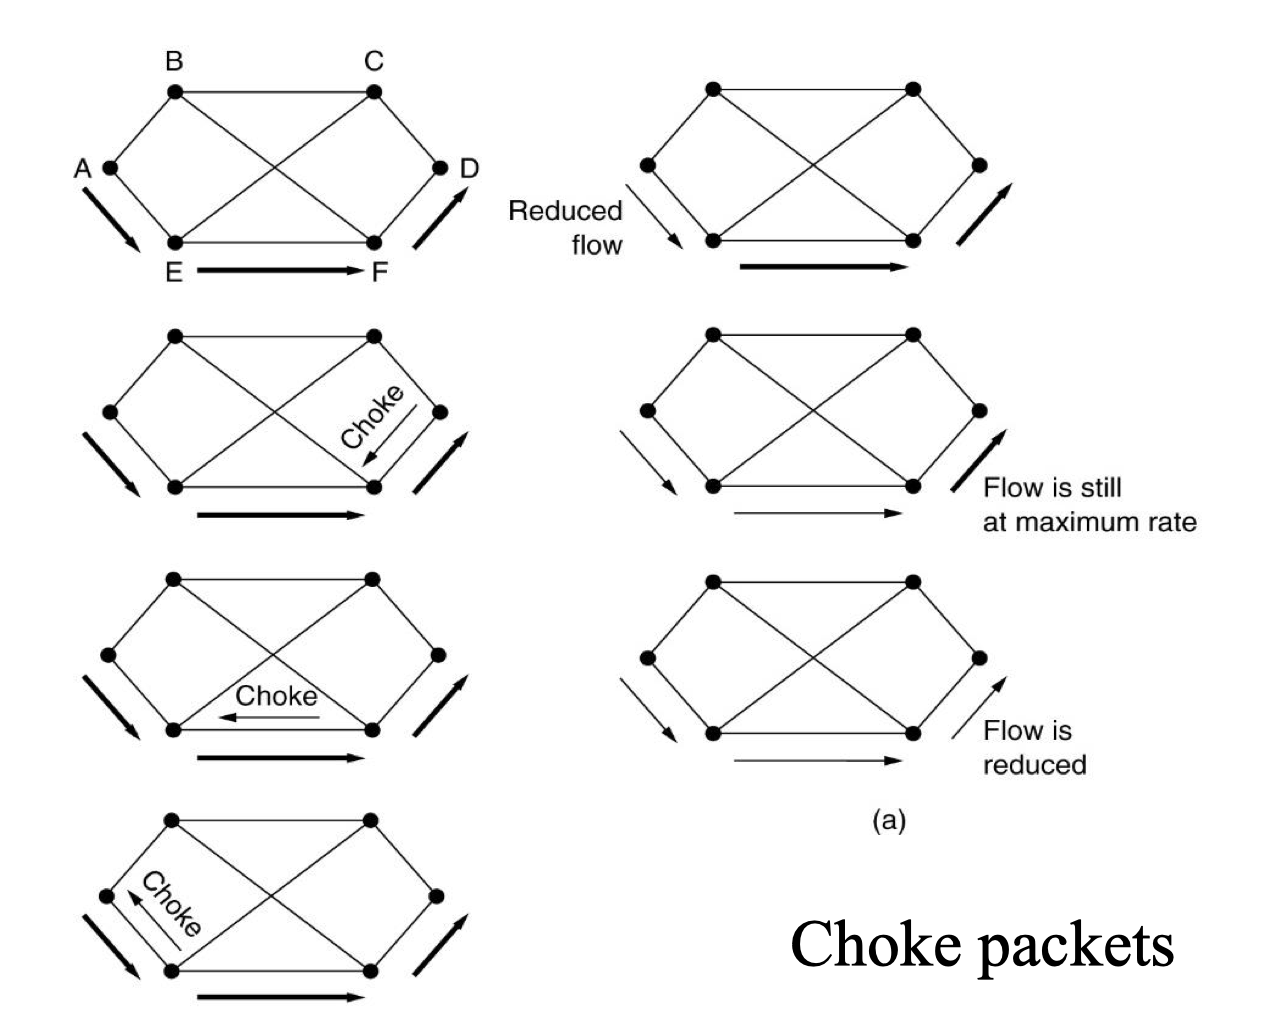 B
C
A
D
E
F
Choke
Choke
Choke
Reduced
flow
Flow is still
at maximum rate
Flow is
reduced
(a)
Choke packets